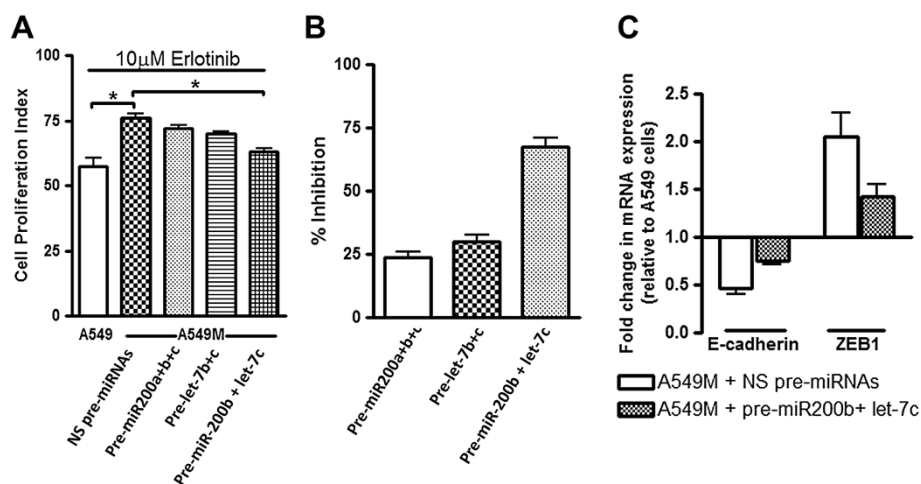 A
10μM Erlotinib
*
*
Cell Proliferation Index
100
75
50
25
0
A549
A549M
NS pre-miRNAs
Pre-miR200a+b+c
Pre-let-7b+c
Pre-miR-200b + let-7c
B
% Inhibition
100
75
50
25
0
Pre-miR200a+b+c
Pre-let-7b+c
Pre-miR-200b + let-7c
C
Fold change in mRNA expression
(relative to A549 cells)
2.5
2.0
1.5
1.0
0.5
0.0
E-cadherin
ZEB1
A549M + NS pre-miRNAs
A549M + pre-miR200b+ let-7c